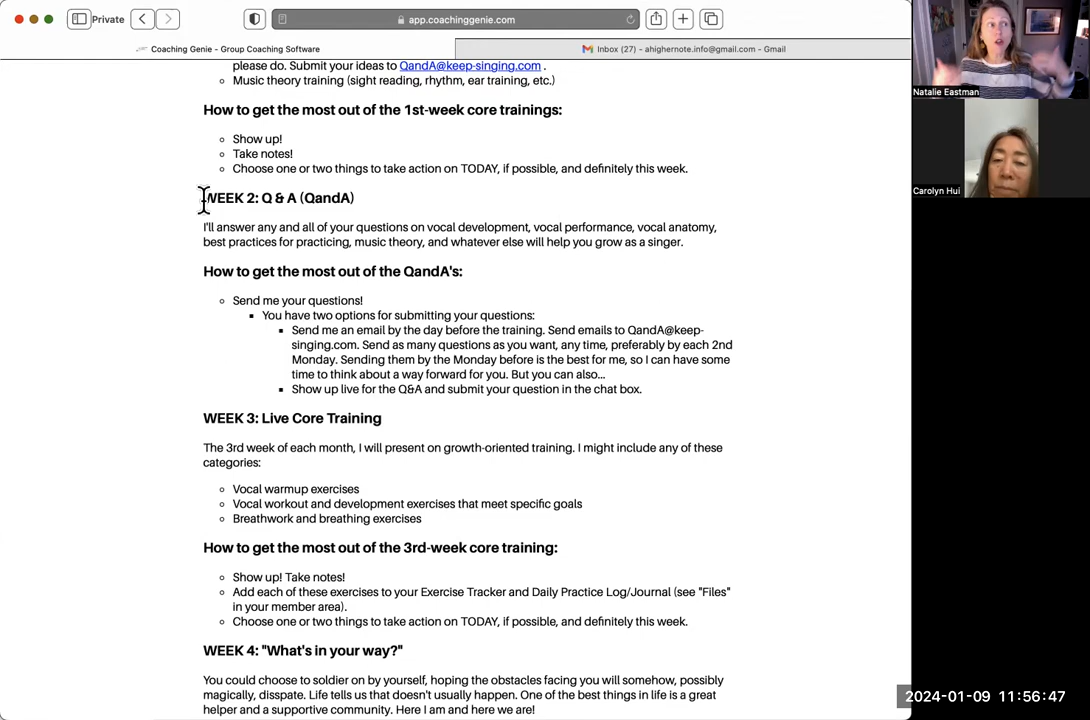 Private
app.coachinggenie.com
Coaching Genie - Group Coaching Software
Inbox (27) - ahighernote.info@gmail.com - Gmail
please do. Submit your ideas to QandA@keep-singing.com .
Music theory training (sight reading, rhythm, ear training, etc.)
How to get the most out of the 1st-week core trainings:
Show up!
Take notes!
Choose one or two things to take action on TODAY, if possible, and definitely this week.
WEEK 2: Q & A (QandA)
I'll answer any and all of your questions on vocal development, vocal performance, vocal anatomy,
best practices for practicing, music theory, and whatever else will help you grow as a singer.
How to get the most out of the QandA's:
Send me your questions!
You have two options for submitting your questions:
Send me an email by the day before the training. Send emails to QandA@keep-
singing.com. Send as many questions as you want, any time, preferably by each 2nd
Monday. Sending them by the Monday before is the best for me, so I can have some
time to think about a way forward for you. But you can also...
Show up live for the Q&A and submit your question in the chat box.
WEEK 3: Live Core Training
The 3rd week of each month, I will present on growth-oriented training. I might include any of these
categories:
Vocal warmup exercises
Vocal workout and development exercises that meet specific goals
Breathwork and breathing exercises
How to get the most out of the 3rd-week core training:
Show up! Take notes!
Add each of these exercises to your Exercise Tracker and Daily Practice Log/Journal (see "Files"
in your member area).
Choose one or two things to take action on TODAY, if possible, and definitely this week.
WEEK 4: "What's in your way?"
You could choose to soldier on by yourself, hoping the obstacles facing you will somehow, possibly
magically, disspate. Life tells us that doesn't usually happen. One of the best things in life is a great
helper and a supportive community. Here I am and here we are!
Natalie Eastman
Carolyn Hui
2024-01-09 11:56:47